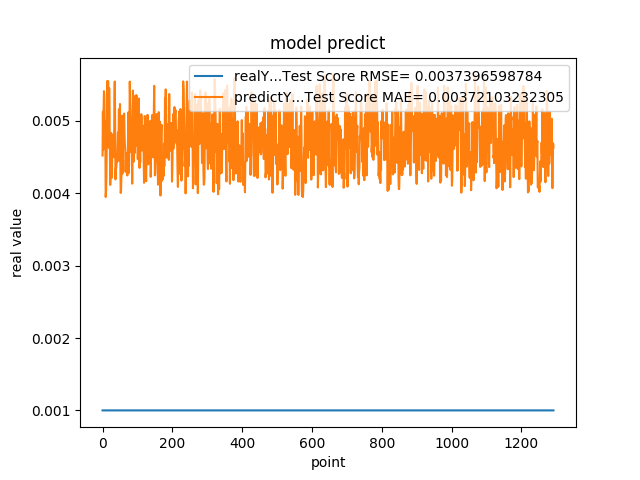 model predict
realY...Test Score RMSE= 0.0037396598784
predictY...Test Score MAE= 0.00372103232305
0.005
0.004
0.003
0.002
0.001
real value
0 200 400 600 800 1000 1200
point